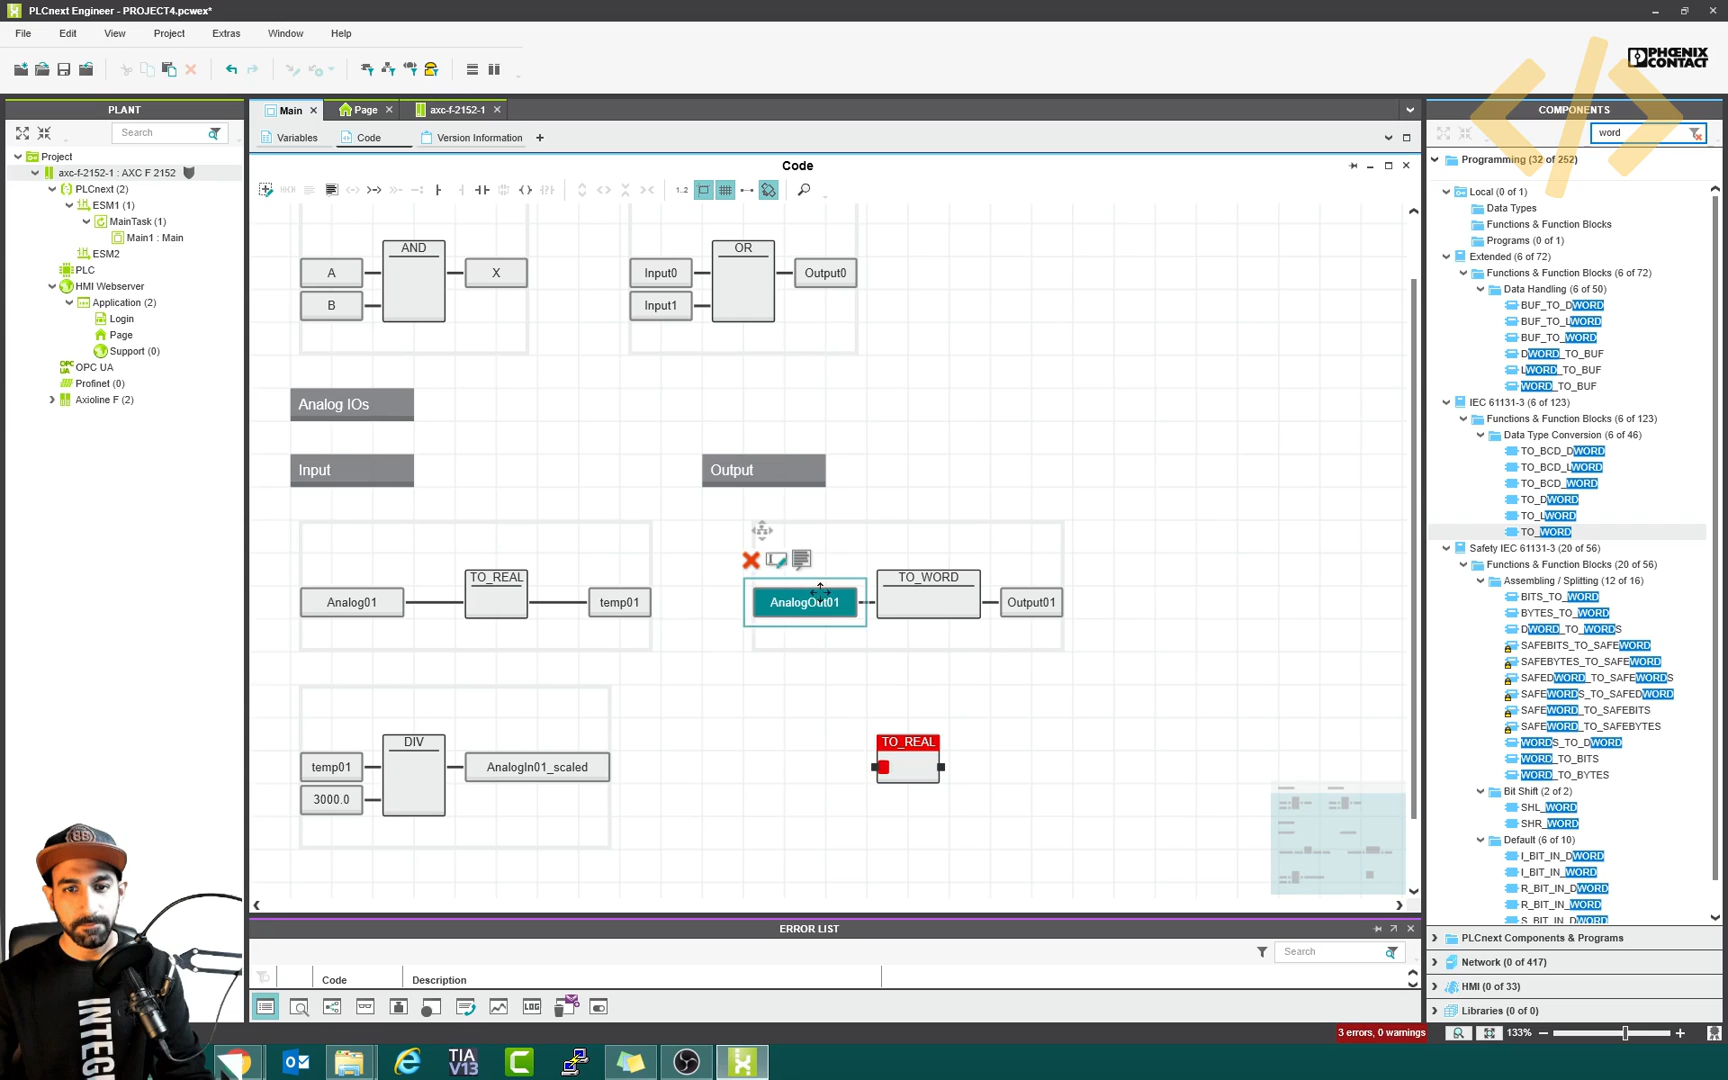 PLCnext Engineer - PROJECT4.pcwex*
File Edit View Project Extras Window Help
PHŒNIX CONTACT
PLANT
Search
Project
axc-f-2152-1 : AXC F 2152
PLCnext (2)
ESM1 (1)
MainTask (1)
Main1 : Main
ESM2
PLC
HMI Webserver
Application (2)
Login
Page
Support (0)
OPC UA
OPC UA
Profinet (0)
Axioline F (2)
Main
Page
axc-f-2152-1
Variables
Code
Version Information
Code
1..2
AND
A
B
X
OR
Input0
Input1
Output0
Analog IOs
Input
Output
Analog01
TO_REAL
temp01
AnalogOut01
TO_WORD
Output01
DIV
temp01
3000.0
AnalogIn01_scaled
TO_REAL
ERROR LIST
Search
Code
Description
LOG
3 errors, 0 warnings
133%
COMPONENTS
word
Programming (32 of 252)
Local (0 of 1)
Data Types
Functions & Function Blocks
Programs (0 of 1)
Extended (6 of 72)
Functions & Function Blocks (6 of 72)
Data Handling (6 of 50)
BUF_TO_DWORD
BUF_TO_LWORD
BUF_TO_WORD
DWORD_TO_BUF
LWORD_TO_BUF
WORD_TO_BUF
IEC 61131-3 (6 of 123)
Functions & Function Blocks (6 of 123)
Data Type Conversion (6 of 46)
TO_BCD_DWORD
TO_BCD_LWORD
TO_BCD_WORD
TO_DWORD
TO_LWORD
TO_WORD
Safety IEC 61131-3 (20 of 56)
Functions & Function Blocks (20 of 56)
Assembling / Splitting (12 of 16)
BITS_TO_WORD
BYTES_TO_WORD
DWORD_TO_WORDS
SAFEBITS_TO_SAFEWORD
SAFEBYTES_TO_SAFEWORD
SAFEDWORD_TO_SAFEWORDS
SAFEWORDS_TO_SAFEDWORD
SAFEWORD_TO_SAFEBITS
SAFEWORD_TO_SAFEBYTES
WORDS_TO_DWORD
WORD_TO_BITS
WORD_TO_BYTES
Bit Shift (2 of 2)
SHL_WORD
SHR_WORD
Default (6 of 10)
I_BIT_IN_DWORD
I_BIT_IN_WORD
R_BIT_IN_DWORD
R_BIT_IN_WORD
S_BIT_IN_DWORD
PLCnext Components & Programs
Network (0 of 417)
HMI (0 of 33)
Libraries (0 of 0)
TIA
V13